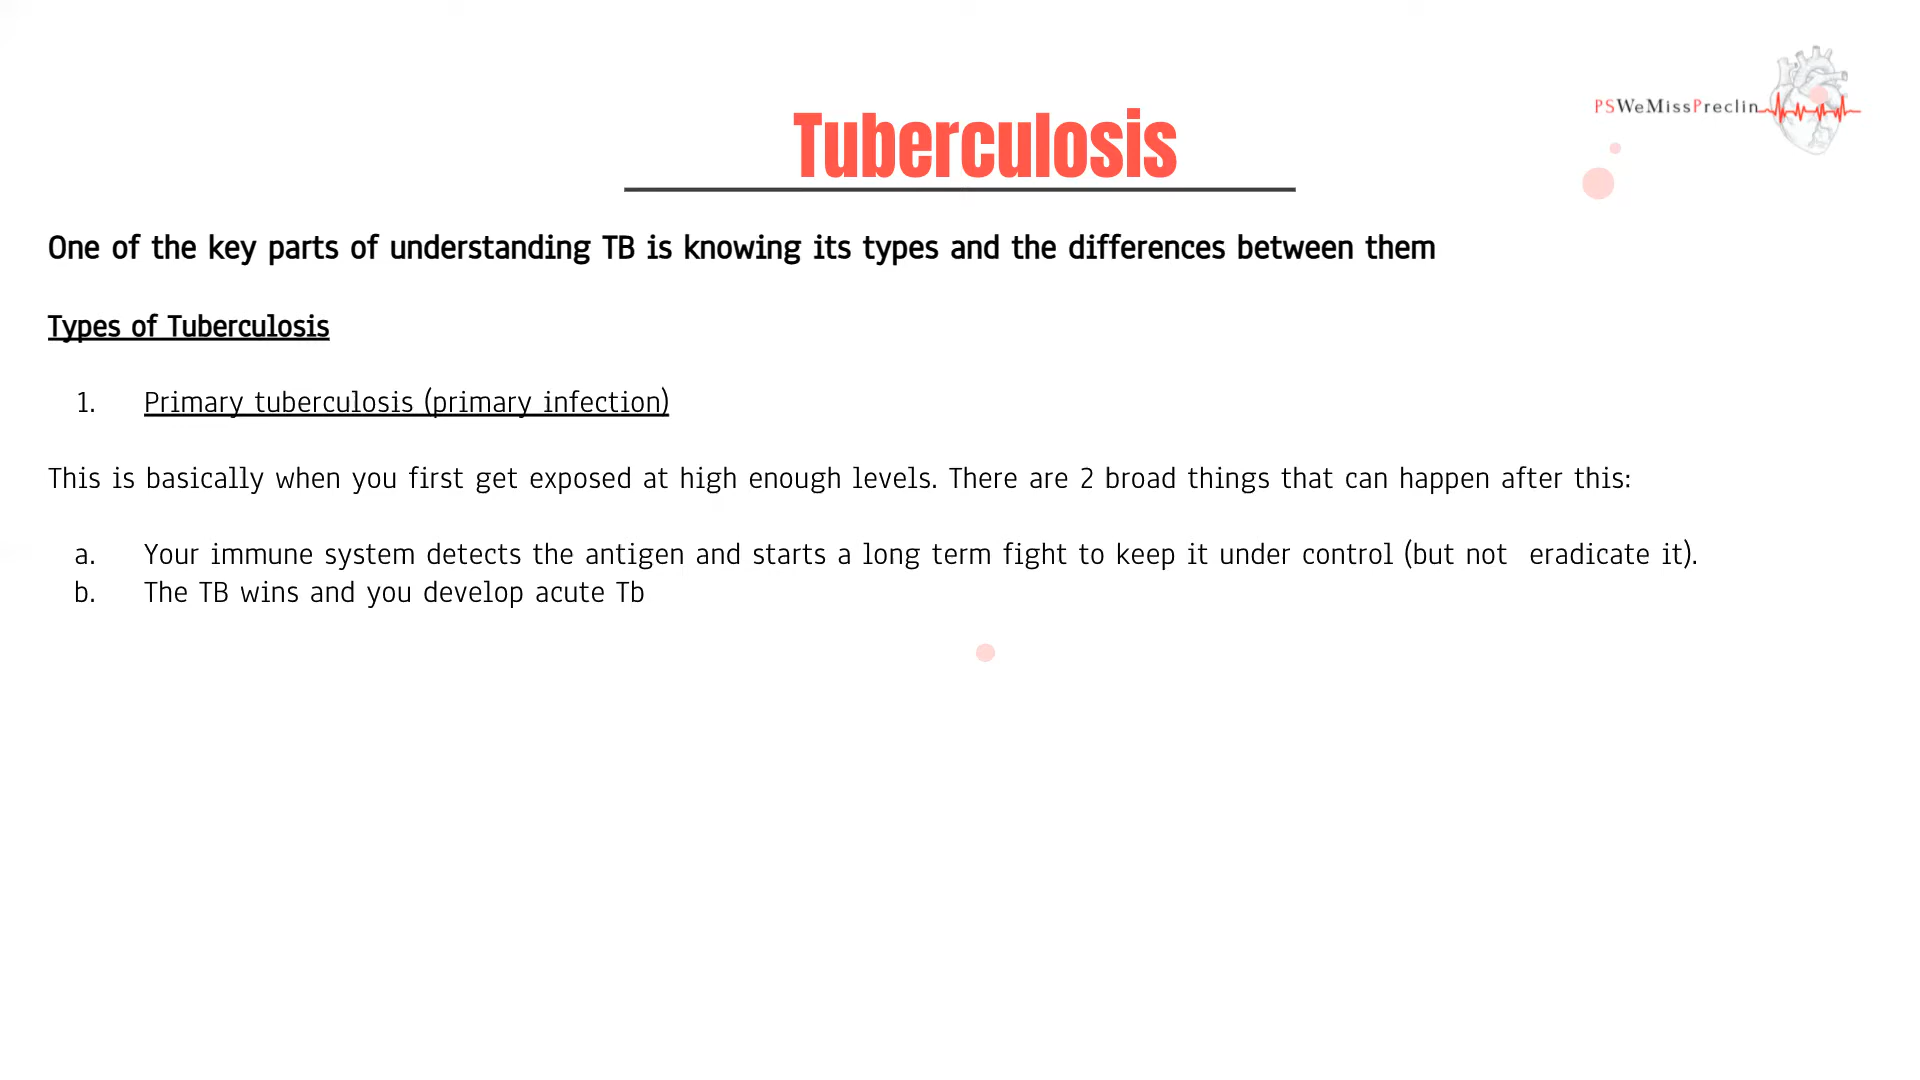 PSWeMissPreclin
Tuberculosis
One of the key parts of understanding TB is knowing its types and the differences between them
Types of Tuberculosis
1. Primary tuberculosis (primary infection)
This is basically when you first get exposed at high enough levels. There are 2 broad things that can happen after this:
a. Your immune system detects the antigen and starts a long term fight to keep it under control (but not eradicate it).
b. The TB wins and you develop acute Tb